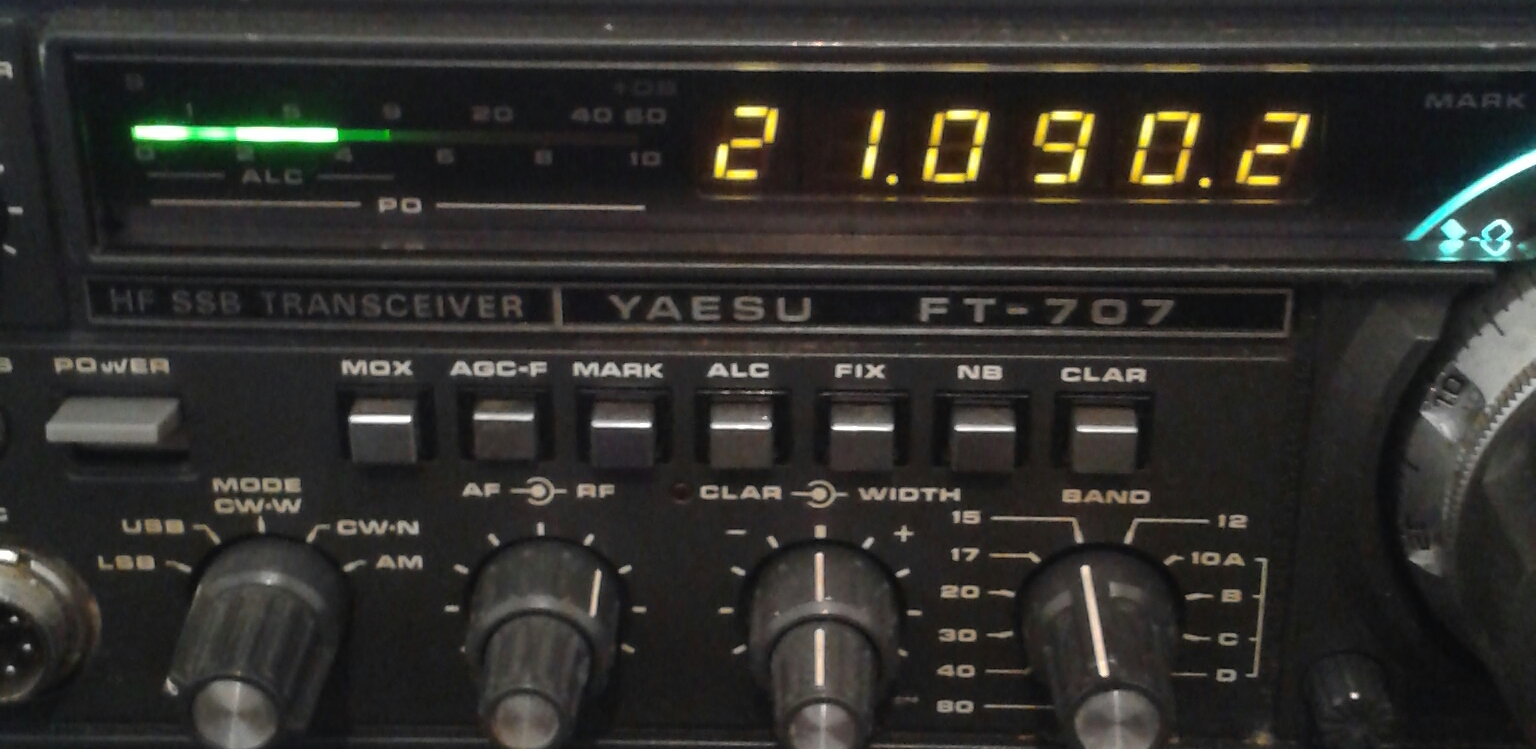 S +DB
1 5 9 20 40 60
0 2 4 6 8 10
ALC
PO
21.090.2
MARK
HF SSB TRANSCEIVER YAESU FT-707
POWER
MOX AGC-F MARK ALC FIX NB CLAR
MODE
CW-W
USB CW-N
LSB AM
AF RF
CLAR WIDTH
- +
BAND
15 12
17 10A
20 B
30 C
40 D
80
10